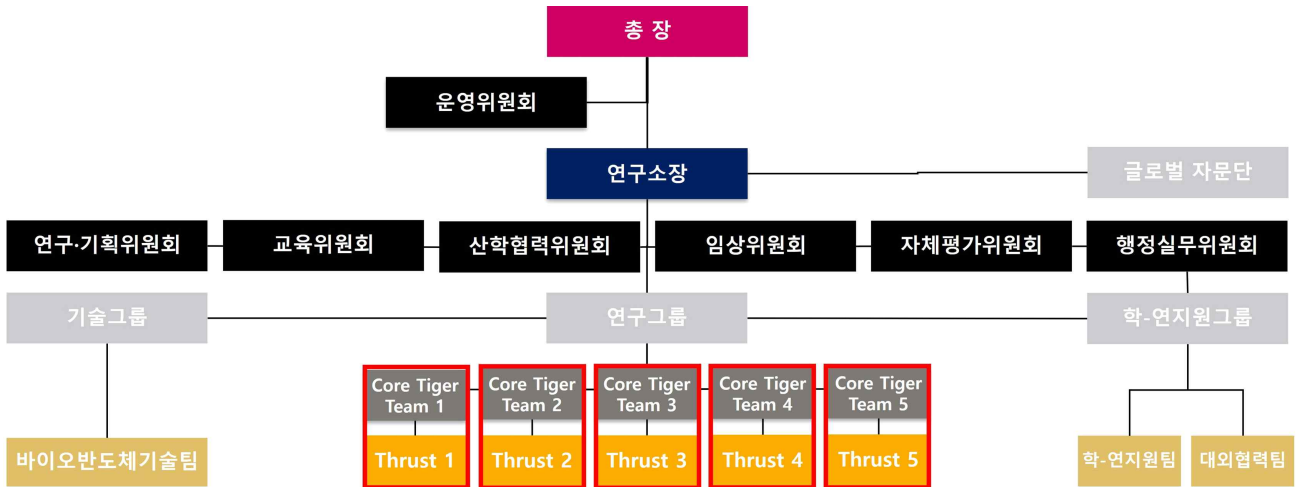 총 장
운영위원회
연구소장
글로벌 자문단
연구·기획위원회
교육위원회
산학협력위원회
임상위원회
자체평가위원회
행정실무위원회
기술그룹
연구그룹
학-연지원그룹
Core Tiger
Team 1
Core Tiger
Team 2
Core Tiger
Team 3
Core Tiger
Team 4
Core Tiger
Team 5
바이오반도체기술팀
Thrust 1
Thrust 2
Thrust 3
Thrust 4
Thrust 5
학-연지원팀
대외협력팀